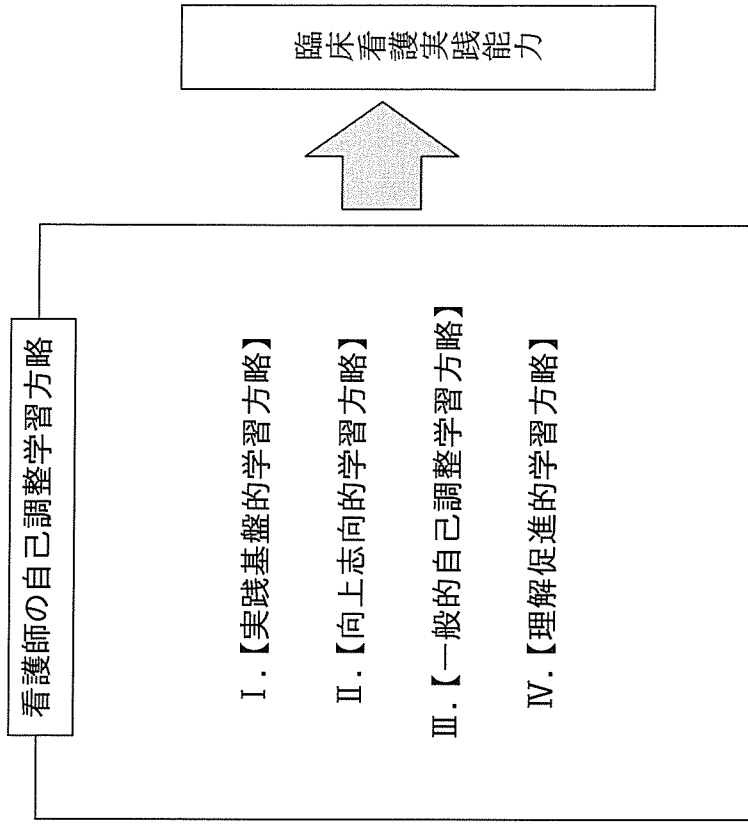 看護師の自己調整学習方略
Ⅰ.【実践基盤的学習方略】
Ⅱ.【向上志向的学習方略】
Ⅲ.【一般的自己調整学習方略】
Ⅳ.【理解促進的学習方略】
臨床看護実践能力